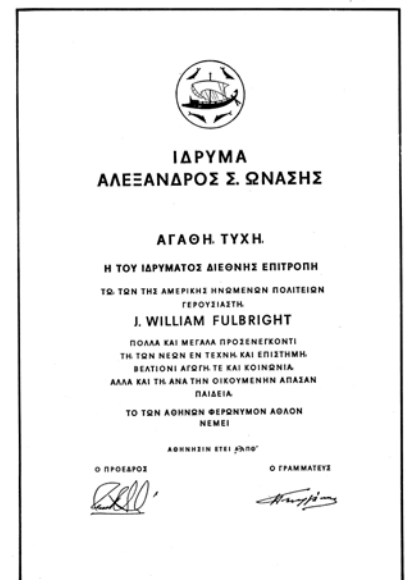 ΙΔΡΥΜΑ
ΑΛΕΞΑΝΔΡΟΣ Σ. ΩΝΑΣΗΣ
ΑΓΑΘΗͺ ΤΥΧΗͺ
Η ΤΟΥ ΙΔΡΥΜΑΤΟΣ ΔΙΕΘΝΗΣ ΕΠΙΤΡΟΠΗ
ΤΩͺ ΤΩΝ ΤΗΣ ΑΜΕΡΙΚΗΣ ΗΝΩΜΕΝΩΝ ΠΟΛΙΤΕΙΩΝ
ΓΕΡΟΥΣΙΑΣΤΗͺ
J. WILLIAM FULBRIGHT
ΠΟΛΛΑ ΚΑΙ ΜΕΓΑΛΑ ΠΡΟΣΕΝΕΓΚΟΝΤΙ
ΤΗͺ ΤΩΝ ΝΕΩΝ ΕΝ ΤΕΧΝΗͺ ΚΑΙ ΕΠΙΣΤΗΜΗͺ
ΒΕΛΤΙΟΝΙ ΑΓΩΓΗͺ ΤΕ ΚΑΙ ΚΟΙΝΩΝΙΑͺ
ΑΛΛΑ ΚΑΙ ΤΗͺ ΑΝΑ ΤΗΝ ΟΙΚΟΥΜΕΝΗΝ ΑΠΑΣΑΝ
ΠΑΙΔΕΙΑͺ
ΤΟ ΤΩΝ ΑΘΗΝΩΝ ΦΕΡΩΝΥΜΟΝ ΑΘΛΟΝ
ΝΕΜΕΙ
ΑΘΗΝΗΣΙΝ ΕΤΕΙ
Ο ΠΡΟΕΔΡΟΣ Ο ΓΡΑΜΜΑΤΕΥΣ